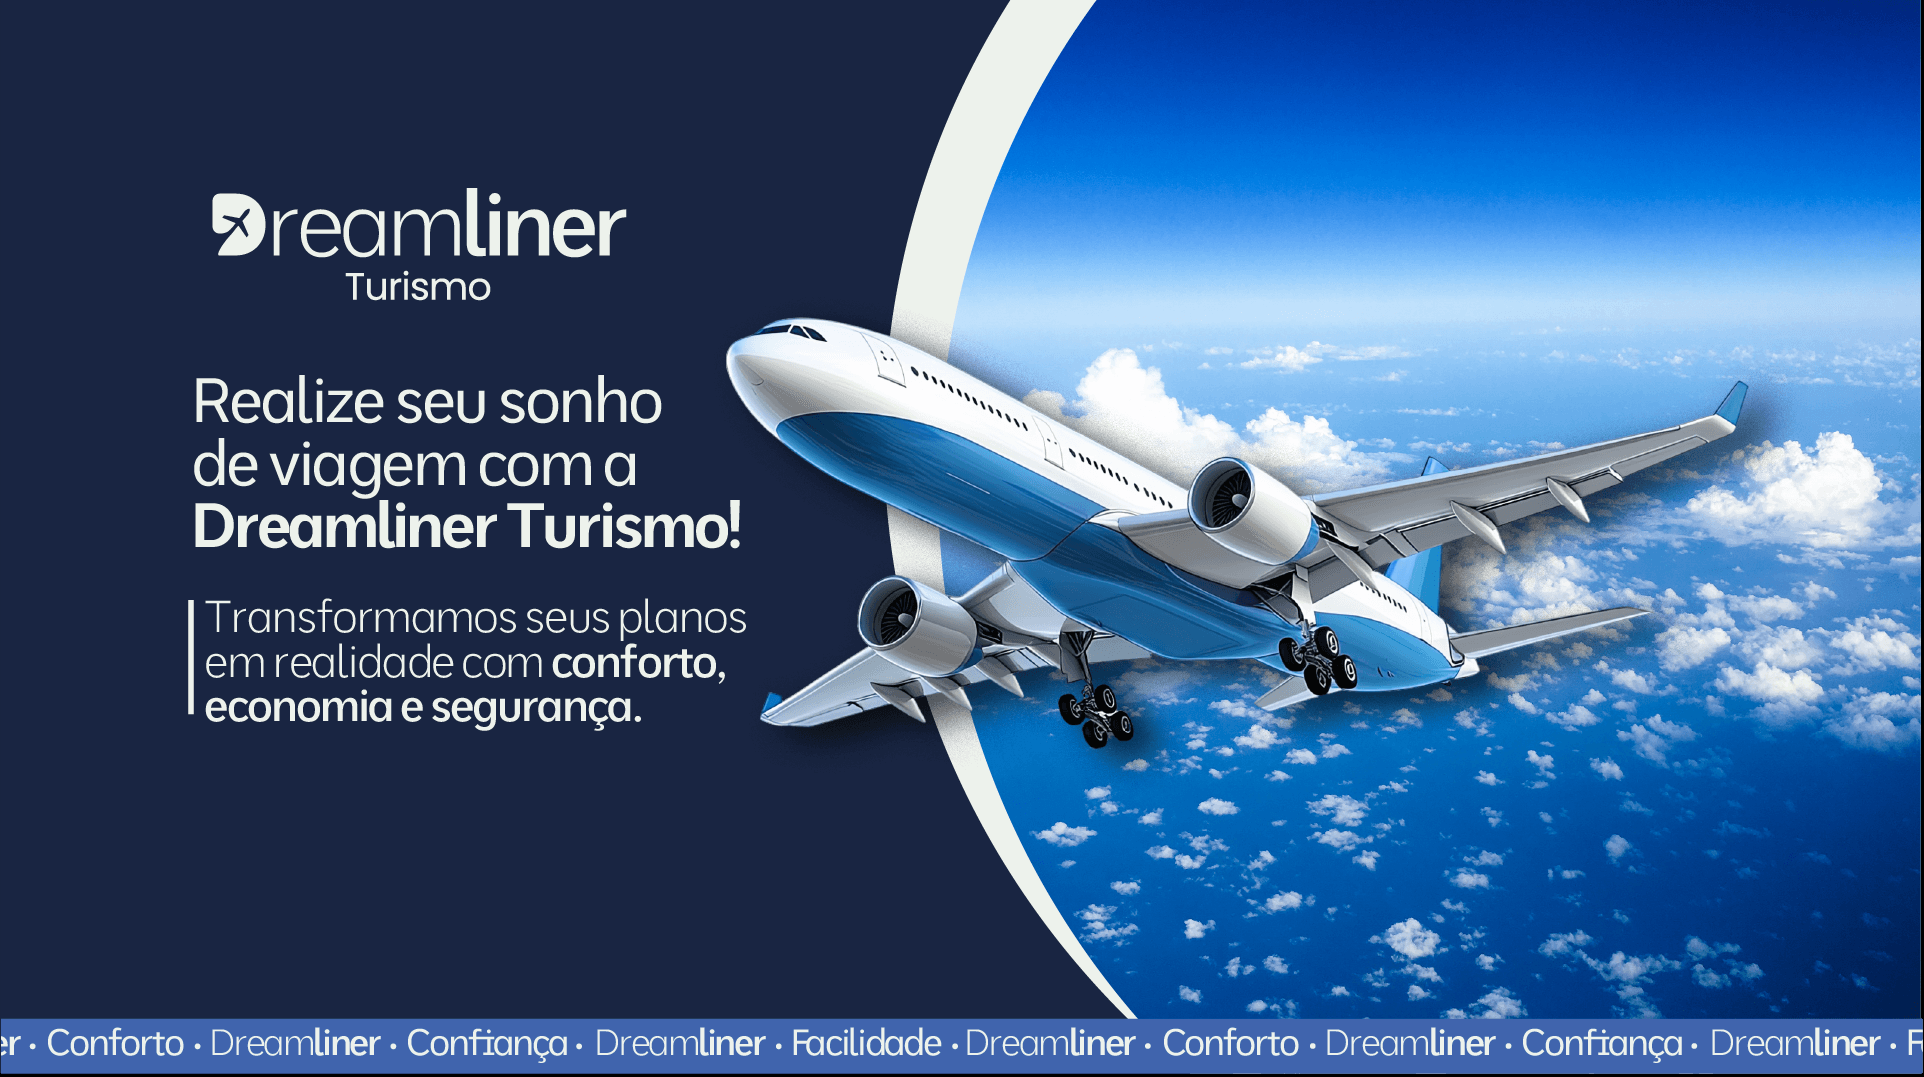 Dreamliner
Turismo
Realize seu sonho
de viagem com a
Dreamliner Turismo!
Transformamos seus planos
em realidade com conforto,
economia e segurança.
er · Conforto · Dreamliner · Confiança · Dreamliner · Facilidade · Dreamliner · Conforto · Dreamliner · Confiança · Dreamliner · F